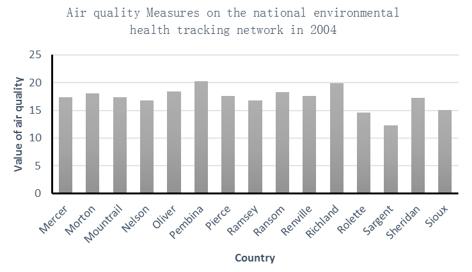 Air quality Measures on the national environmental
health tracking network in 2004
Value of air quality
25
20
15
10
5
0
Mercer
Morton
Mountrail
Nelson
Oliver
Pembina
Pierce
Ramsey
Ransom
Renville
Richland
Rolette
Sargent
Sheridan
Sioux
Country